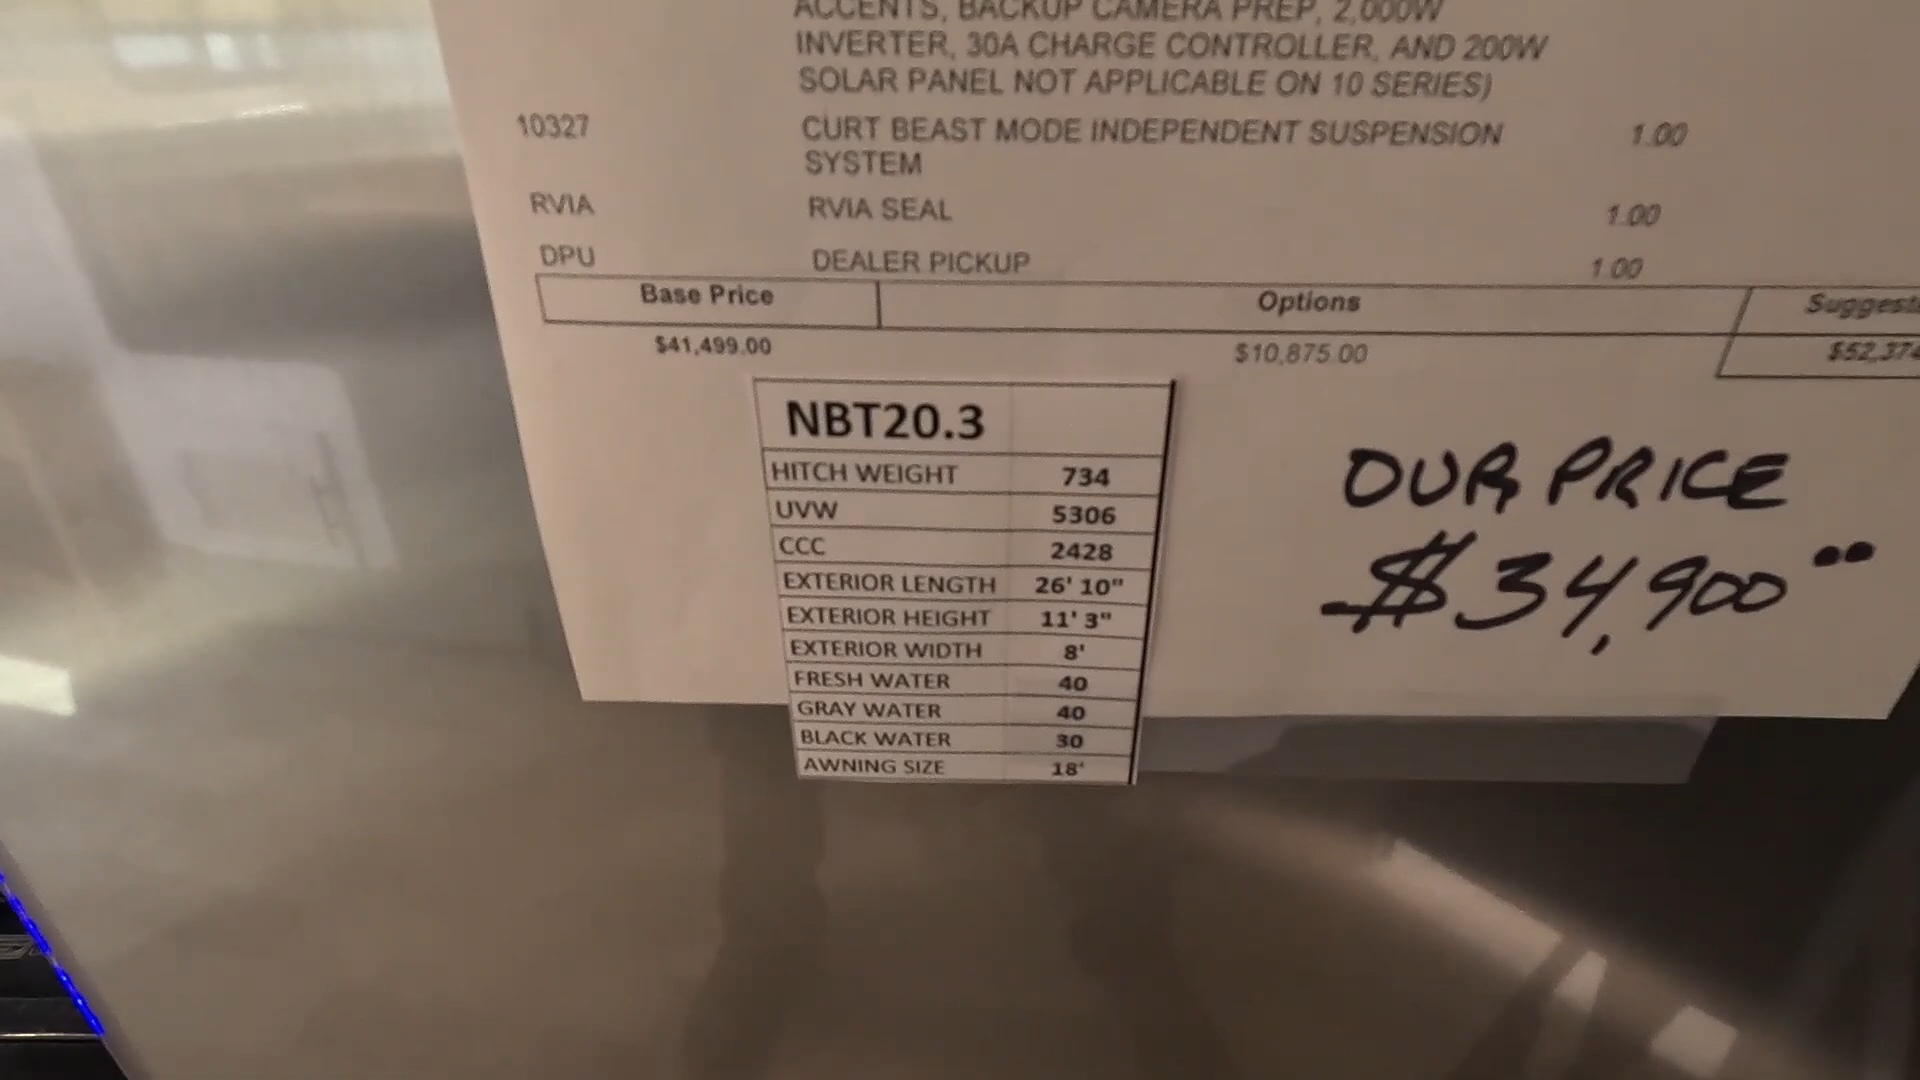 ACCENTS, BACKUP CAMERA PREP, 2,000W
INVERTER, 30A CHARGE CONTROLLER, AND 200W
SOLAR PANEL NOT APPLICABLE ON 10 SERIES)
10327 CURT BEAST MODE INDEPENDENT SUSPENSION 1.00
SYSTEM
RVIA RVIA SEAL 1.00
DPU DEALER PICKUP 1.00
Base Price Options
$41,499.00 $10,875.00 $52,374
NBT20.3
HITCH WEIGHT 734
UVW 5306
CCC 2428
EXTERIOR LENGTH 26' 10"
EXTERIOR HEIGHT 11' 3"
EXTERIOR WIDTH 8'
FRESH WATER 40
GRAY WATER 40
BLACK WATER 30
AWNING SIZE 18'
OUR PRICE
$34,900